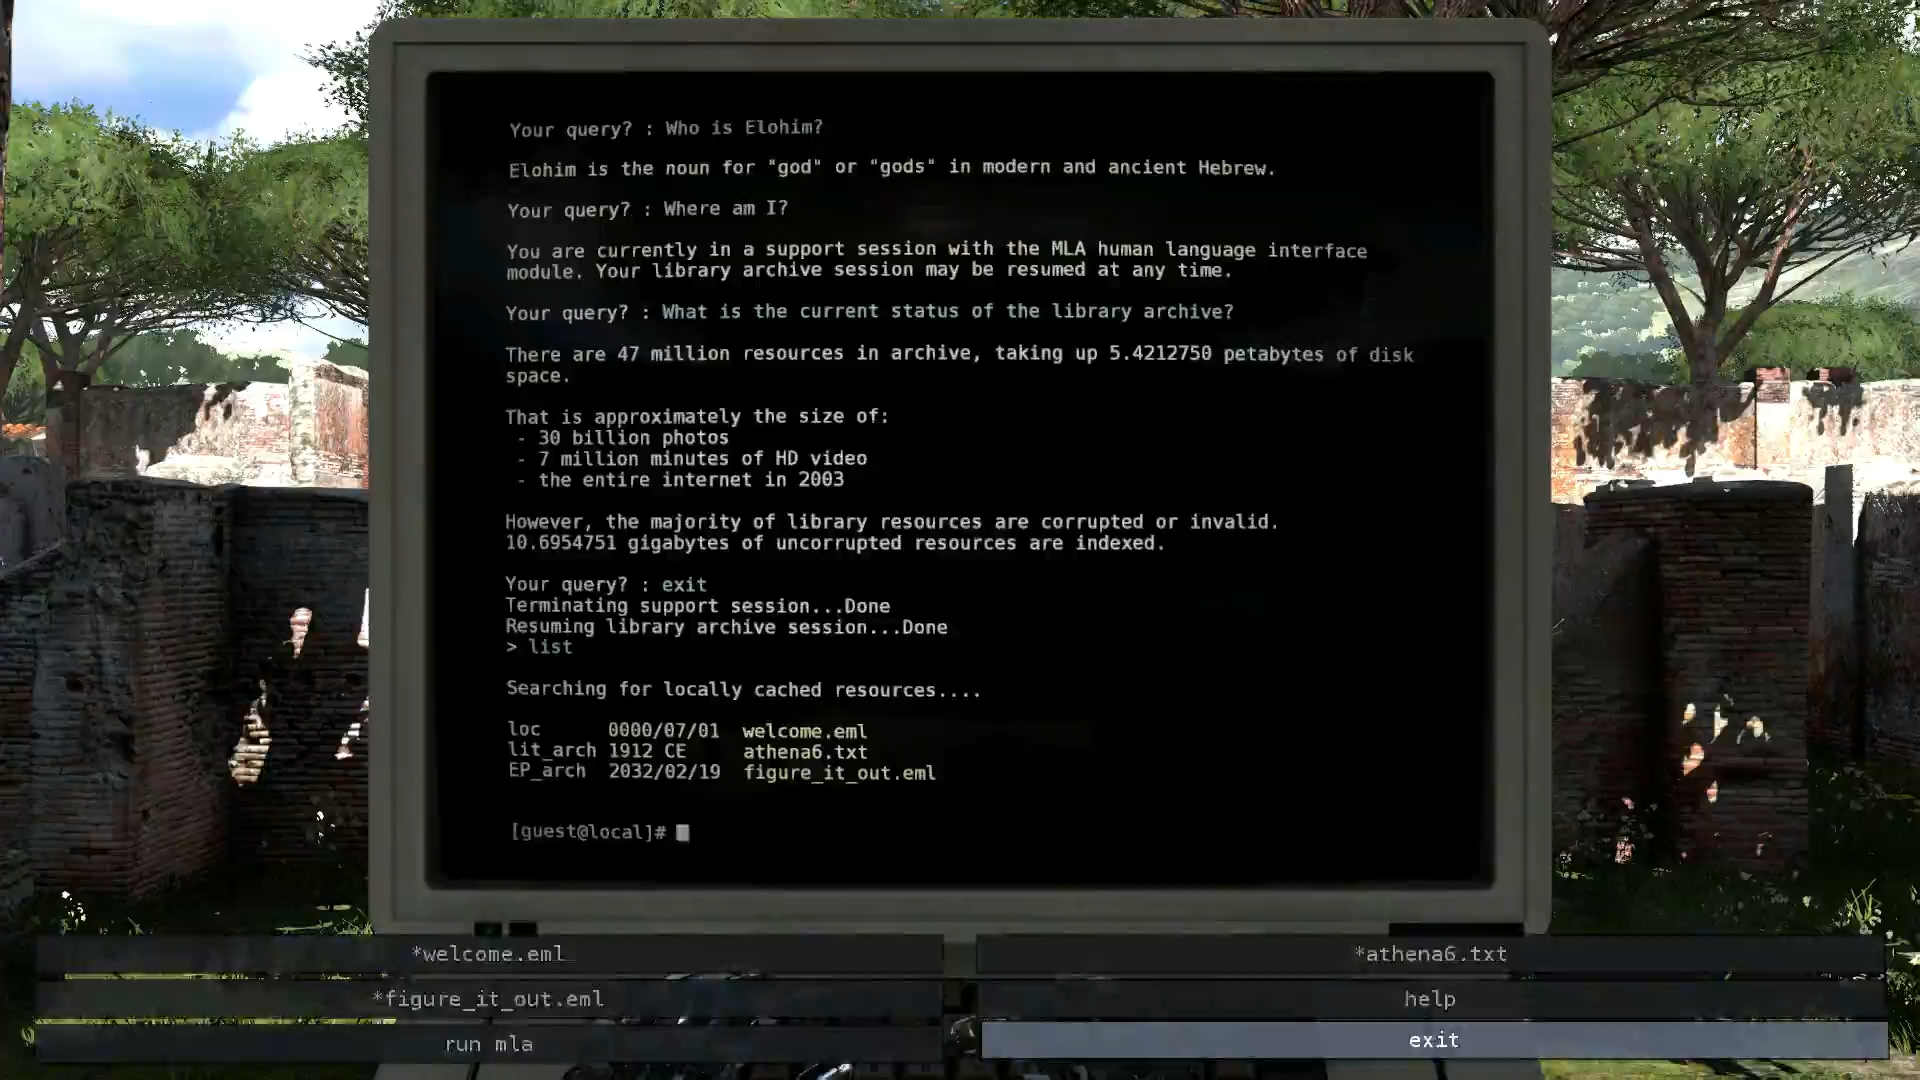 Your query? : Who is Elohim?
Elohim is the noun for "god" or "gods" in modern and ancient Hebrew.
Your query? : Where am I?
You are currently in a support session with the MLA human language interface
module. Your library archive session may be resumed at any time.
Your query? : What is the current status of the library archive?
There are 47 million resources in archive, taking up 5.4212750 petabytes of disk
space.
That is approximately the size of:
- 30 billion photos
- 7 million minutes of HD video
- the entire internet in 2003
However, the majority of library resources are corrupted or invalid.
10.6954751 gigabytes of uncorrupted resources are indexed.
Your query? : exit
Terminating support session...Done
Resuming library archive session...Done
> list
Searching for locally cached resources....
loc 0000/07/01 welcome.eml
lit_arch 1912 CE athena6.txt
EP_arch 2032/02/19 figure_it_out.eml
[guest@local]#
*welcome.eml
*athena6.txt
*figure_it_out.eml
help
run mla
exit